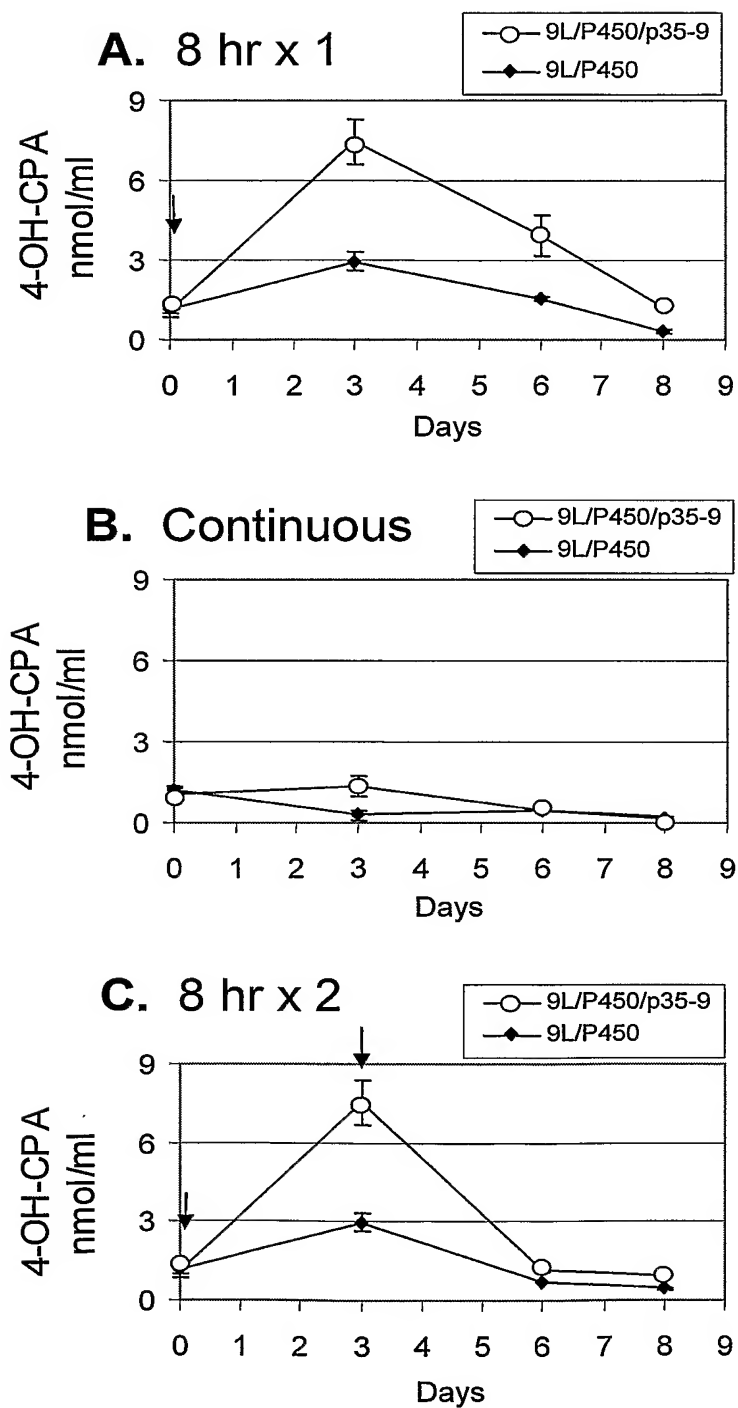 A. 8 hr x 1
9L/P450/p35-9
9L/P450
4-OH-CPA
nmol/ml
9
6
3
0
0 1 2 3 4 5 6 7 8 9
Days
B. Continuous
9L/P450/p35-9
9L/P450
4-OH-CPA
nmol/ml
9
6
3
0
0 1 2 3 4 5 6 7 8 9
Days
C. 8 hr x 2
9L/P450/p35-9
9L/P450
4-OH-CPA
nmol/ml
9
6
3
0
0 1 2 3 4 5 6 7 8 9
Days